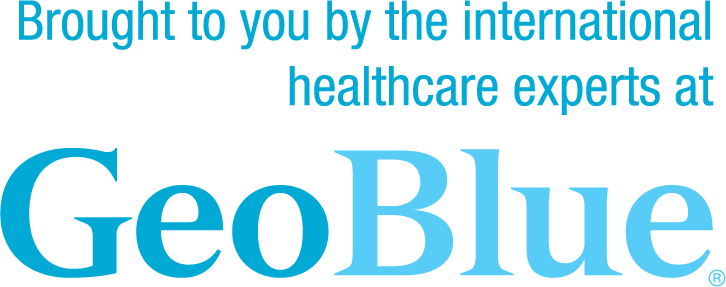 Brought to you by the international
healthcare experts at
GeoBlue®